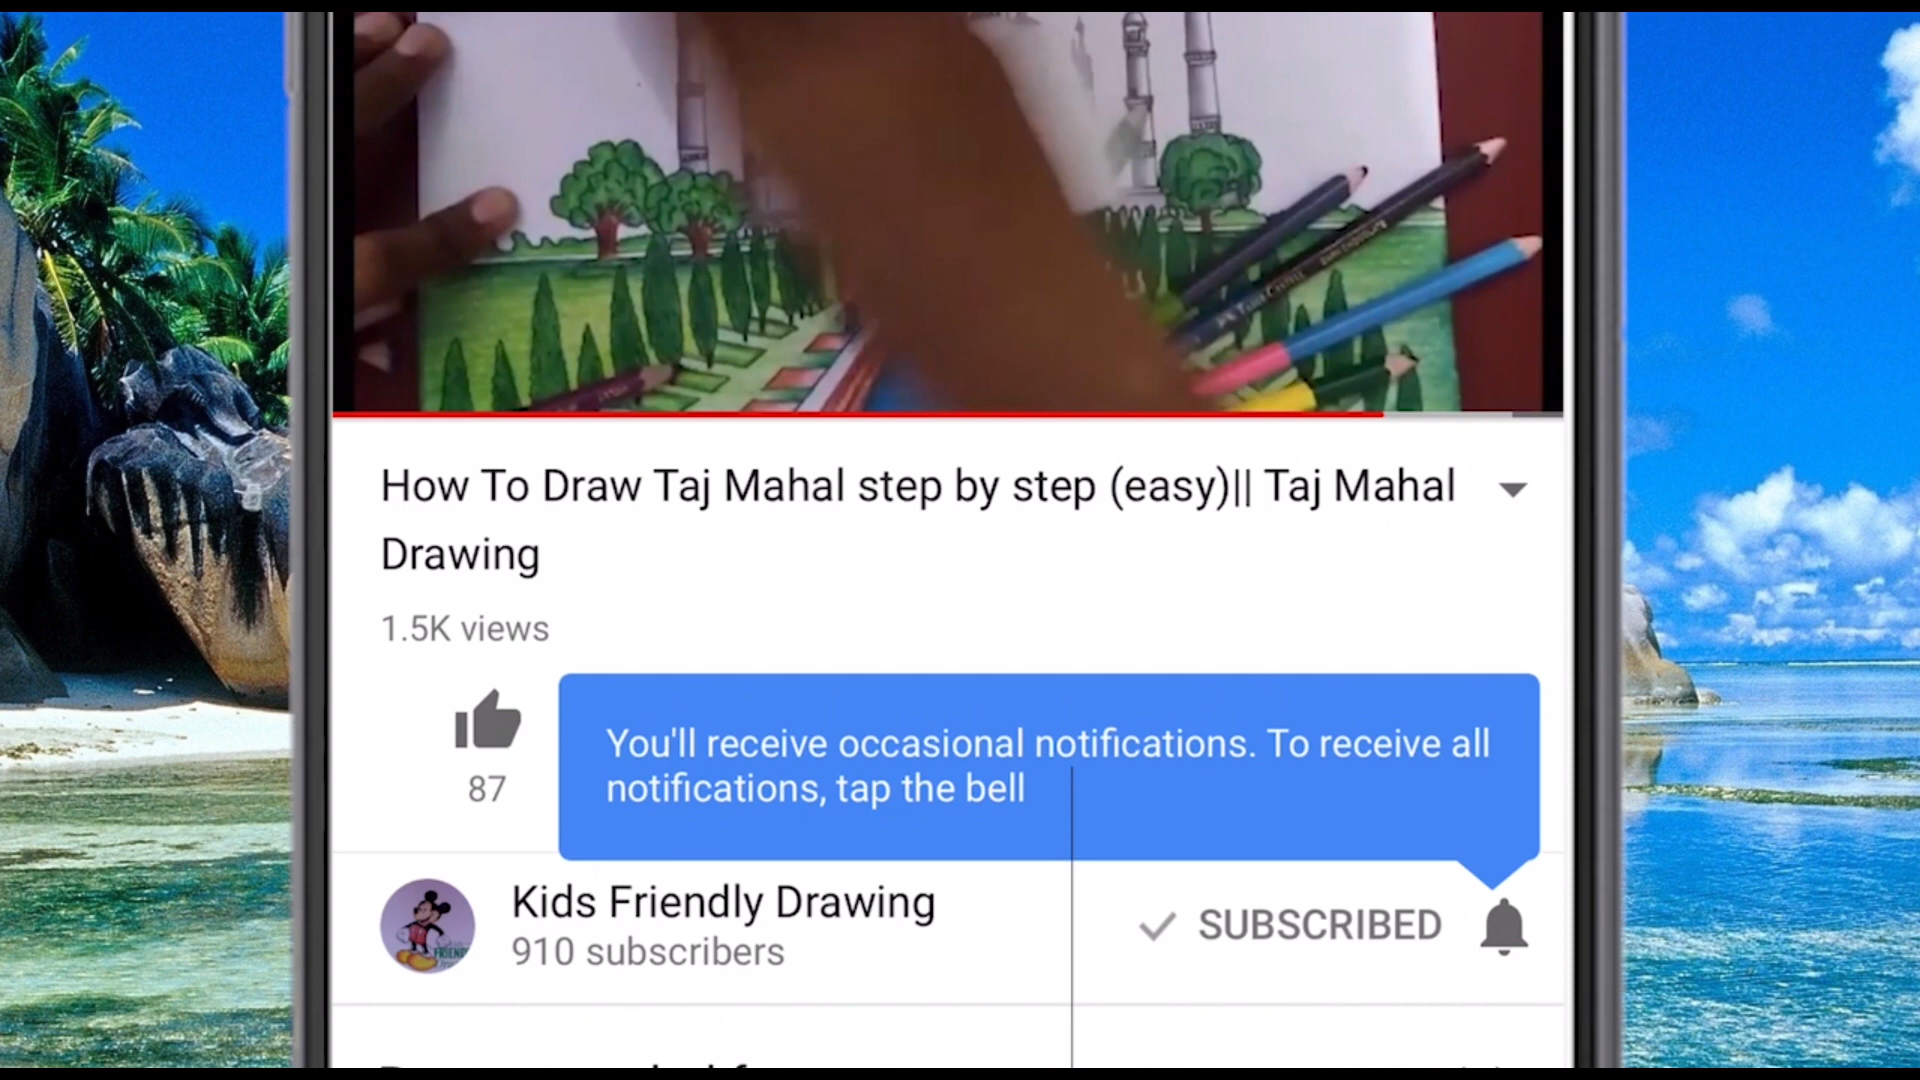 How To Draw Taj Mahal step by step (easy)|| Taj Mahal
Drawing
1.5K views
You'll receive occasional notifications. To receive all
notifications, tap the bell
87
Kids Friendly Drawing
910 subscribers
SUBSCRIBED